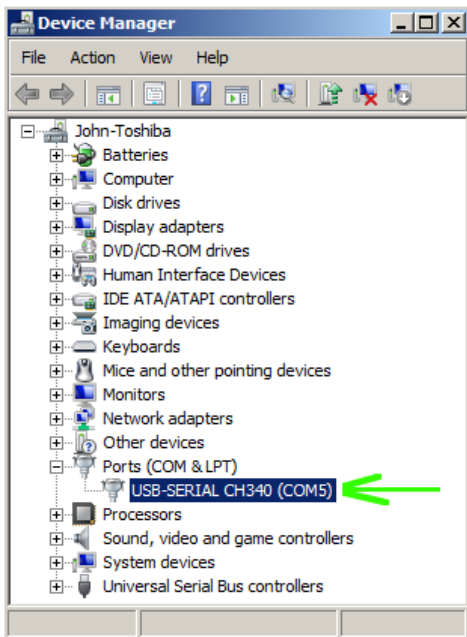 Device Manager
File Action View Help
John-Toshiba
Batteries
Computer
Disk drives
Display adapters
DVD/CD-ROM drives
Human Interface Devices
IDE ATA/ATAPI controllers
Imaging devices
Keyboards
Mice and other pointing devices
Monitors
Network adapters
Other devices
Ports (COM & LPT)
USB-SERIAL CH340 (COM5)
Processors
Sound, video and game controllers
System devices
Universal Serial Bus controllers